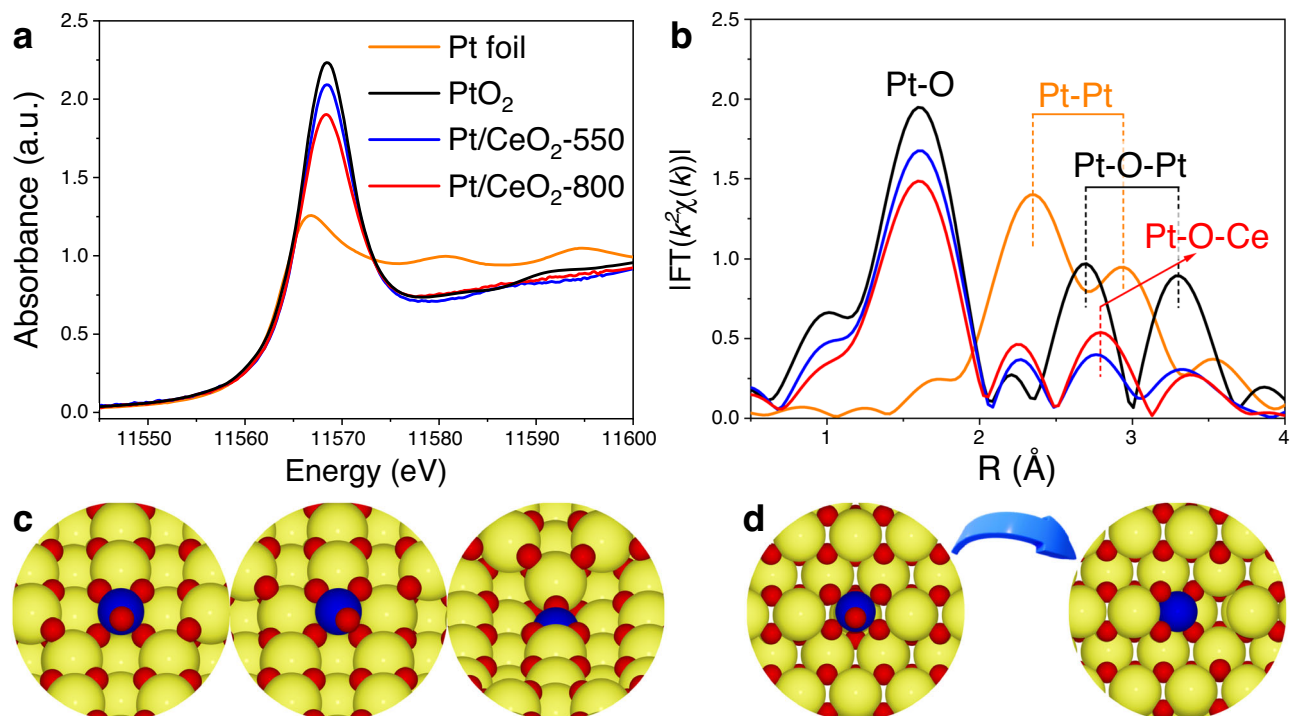 a
Absorbance (a.u.)
2.5
2.0
1.5
1.0
0.5
0.0
Pt foil
PtO₂
Pt/CeO₂-550
Pt/CeO₂-800
11550 11560 11570 11580 11590 11600
Energy (eV)
b
|FT(k²χ(k))|
2.5
2.0
1.5
1.0
0.5
0.0
Pt-O
Pt-Pt
Pt-O-Pt
Pt-O-Ce
1 2 3 4
R (Å)
c
d